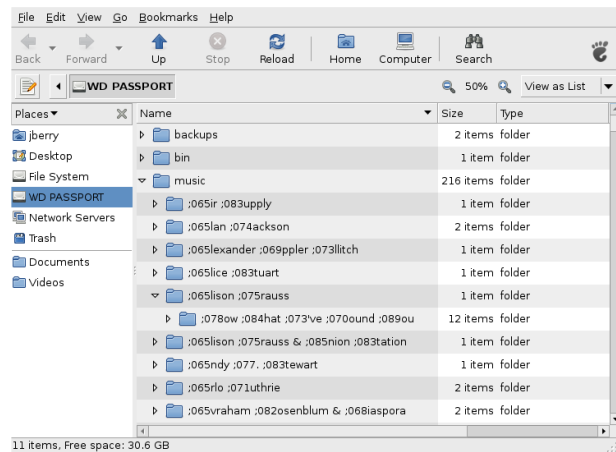 File Edit View Go Bookmarks Help
Back Forward Up Stop Reload Home Computer Search
WD PASSPORT 50% View as List
Places Name Size Type
jberry
Desktop
File System
WD PASSPORT
Network Servers
Trash
Documents
Videos
backups 2 items folder
bin 1 item folder
music 216 items folder
;065ir ;083upply 1 item folder
;065lan ;074ackson 2 items folder
;065lexander ;069ppler ;073llitch 1 item folder
;065lice ;083tuart 1 item folder
;065lison ;075rauss 1 item folder
;078ow ;084hat ;073've ;070ound ;089ou 12 items folder
;065lison ;075rauss & ;085nion ;083tation 1 item folder
;065ndy ;077. ;083tewart 1 item folder
;065rlo ;071uthrie 2 items folder
;065vraham ;082osenblum & ;068iaspora 2 items folder
11 items, Free space: 30.6 GB